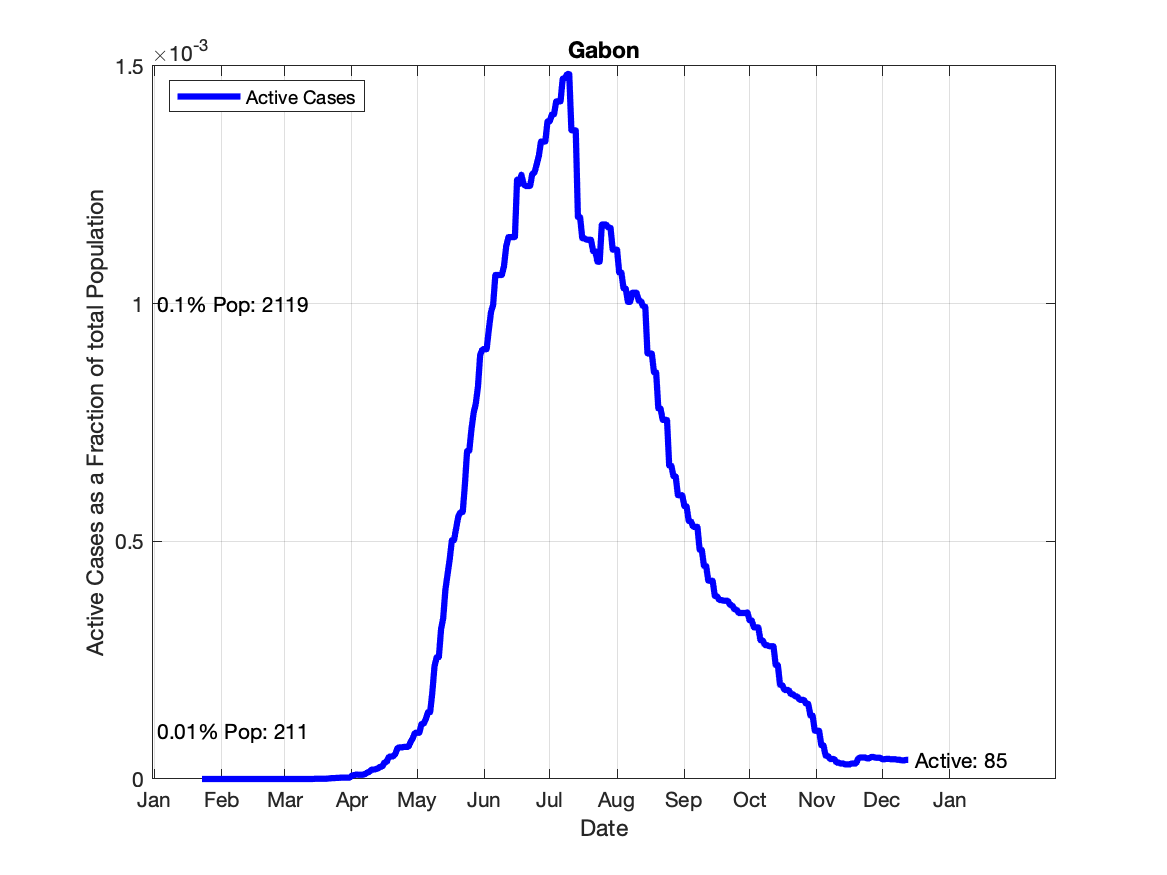 Gabon
×10-3
1.5
1
0.5
0
Active Cases
0.1% Pop: 2119
0.01% Pop: 211
Active: 85
Active Cases as a Fraction of total Population
Jan Feb Mar Apr May Jun Jul Aug Sep Oct Nov Dec Jan
Date